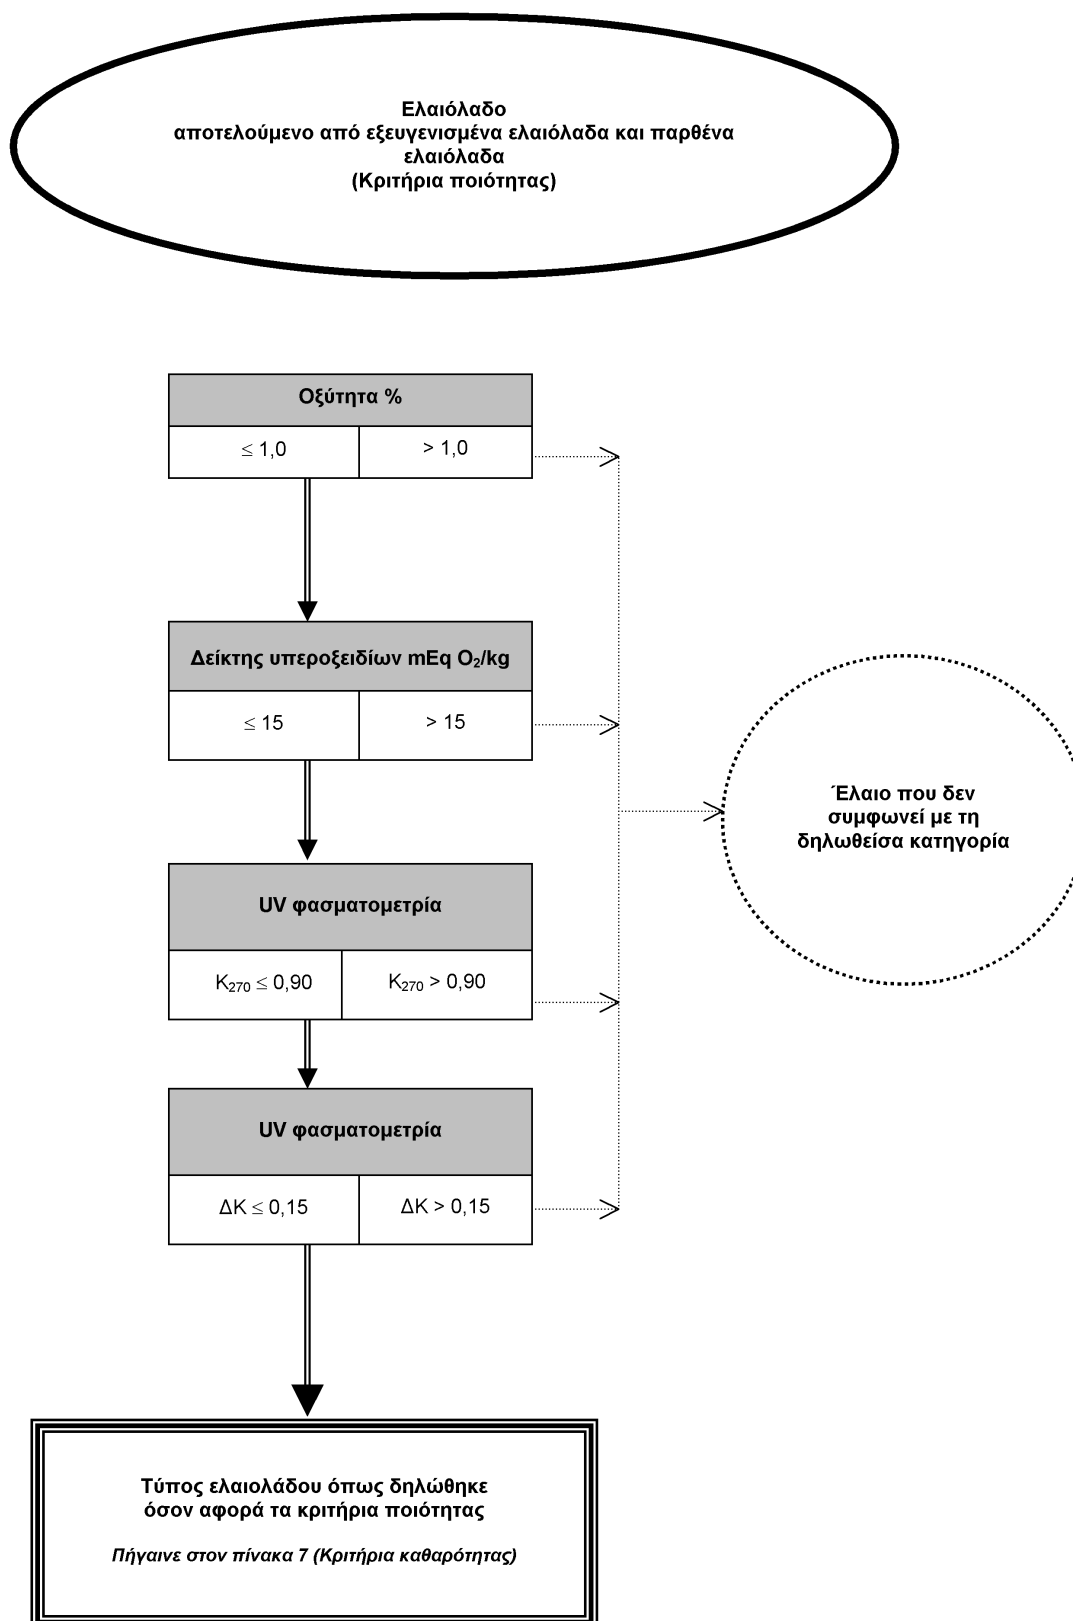 Ελαιόλαδο
αποτελούμενο από εξευγενισμένα ελαιόλαδα και παρθένα
ελαιόλαδα
(Κριτήρια ποιότητας)
Οξύτητα %
≤ 1,0
> 1,0
Δείκτης υπεροξειδίων mEq O₂/kg
≤ 15
> 15
Έλαιο που δεν
συμφωνεί με τη
δηλωθείσα κατηγορία
UV φασματομετρία
K₂₇₀ ≤ 0,90
K₂₇₀ > 0,90
UV φασματομετρία
ΔK ≤ 0,15
ΔK > 0,15
Τύπος ελαιολάδου όπως δηλώθηκε
όσον αφορά τα κριτήρια ποιότητας
Πήγαινε στον πίνακα 7 (Κριτήρια καθαρότητας)